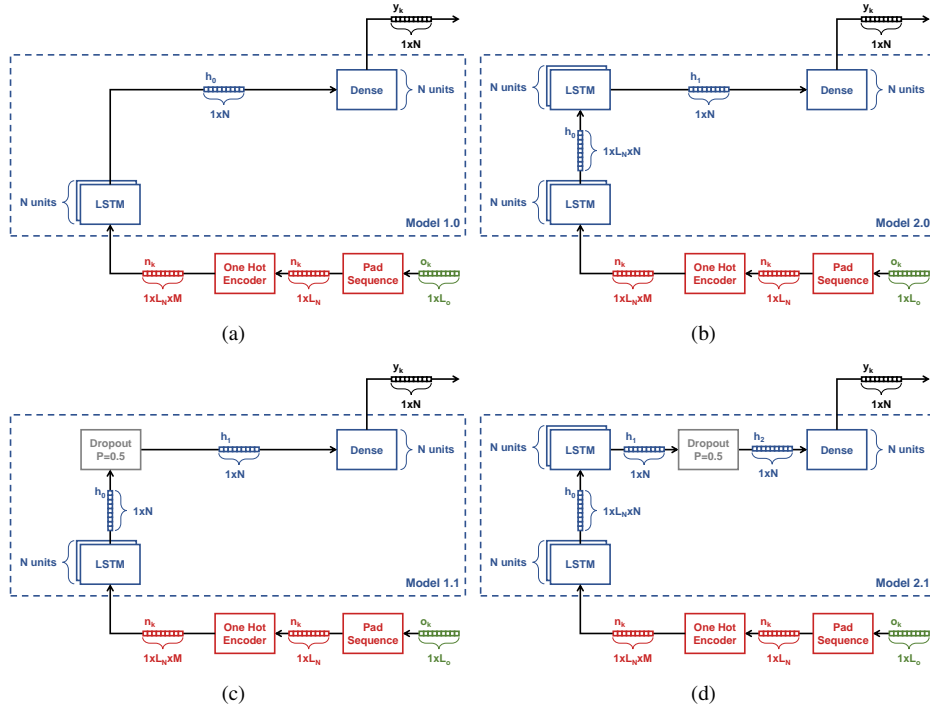 yk
1xN
h0
1xN
Dense
N units
N units
LSTM
Model 1.0
nk
1xLNxM
One Hot
Encoder
nk
1xLN
Pad
Sequence
ok
1xLo
(a)
yk
1xN
N units
LSTM
h1
1xN
Dense
N units
h0
1xLNxN
N units
LSTM
Model 2.0
nk
1xLNxM
One Hot
Encoder
nk
1xLN
Pad
Sequence
ok
1xLo
(b)
yk
1xN
Dropout
P=0.5
h1
1xN
Dense
N units
h0
1xN
N units
LSTM
Model 1.1
nk
1xLNxM
One Hot
Encoder
nk
1xLN
Pad
Sequence
ok
1xLo
(c)
yk
1xN
N units
LSTM
h1
1xN
Dropout
P=0.5
h2
1xN
Dense
N units
h0
1xLNxN
N units
LSTM
Model 2.1
nk
1xLNxM
One Hot
Encoder
nk
1xLN
Pad
Sequence
ok
1xLo
(d)